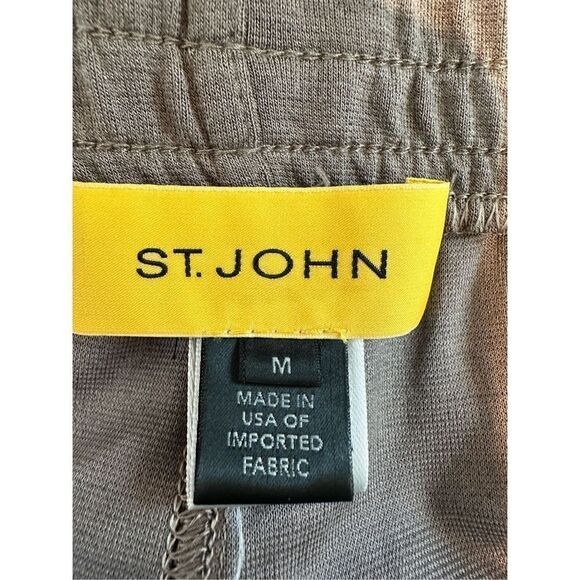 ST. JOHN
M
MADE IN
USA OF
IMPORTED
FABRIC